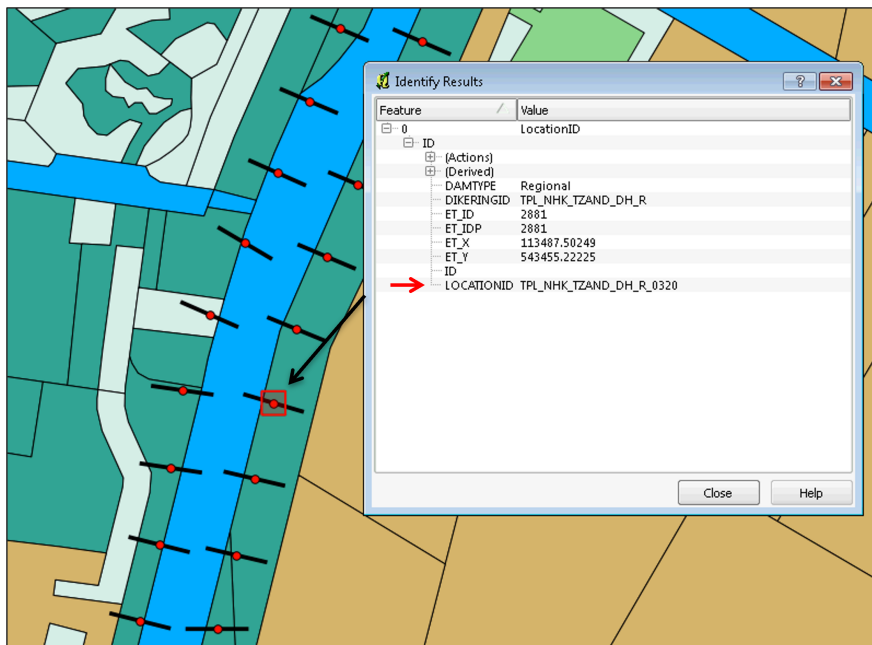 Identify Results
Feature Value
0 LocationID
ID
(Actions)
(Derived)
DAMTYPE Regional
DIKERINGID TPL_NHK_TZAND_DH_R
ET_ID 2881
ET_IDP 2881
ET_X 113487.50249
ET_Y 543455.22225
ID
LOCATIONID TPL_NHK_TZAND_DH_R_0320
Close Help